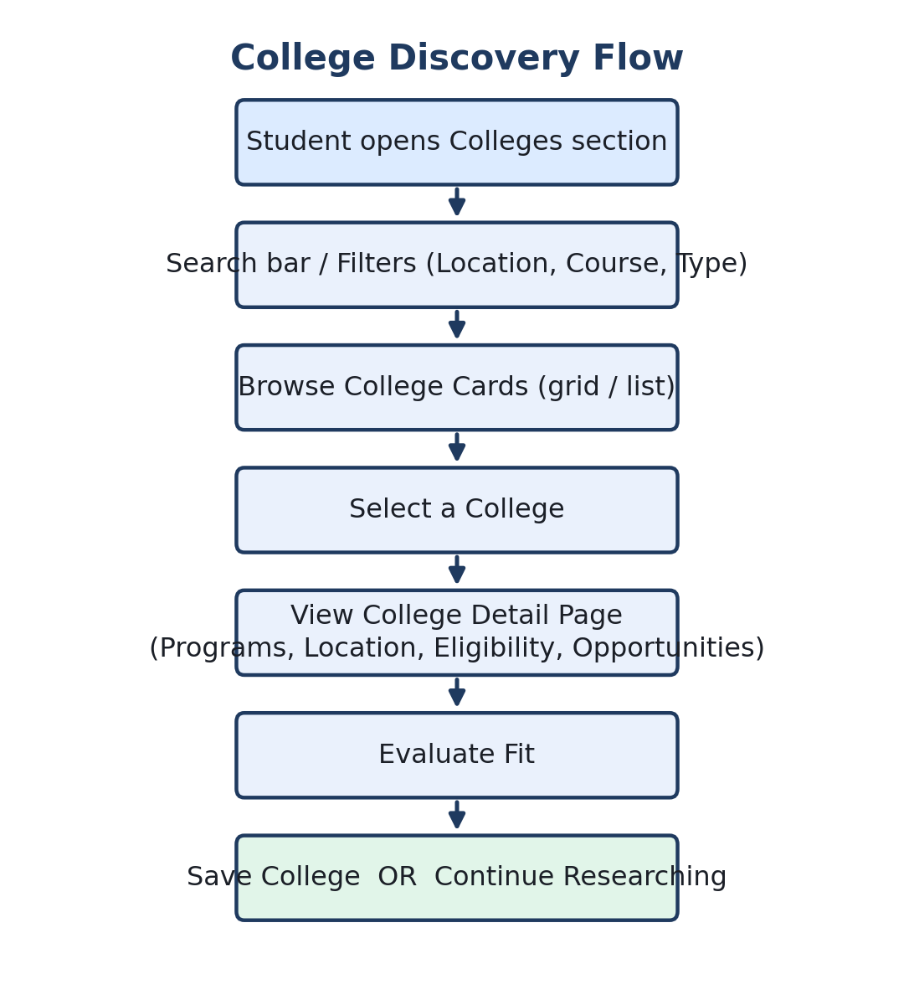 College Discovery Flow
Student opens Colleges section
Search bar / Filters (Location, Course, Type)
Browse College Cards (grid / list)
Select a College
View College Detail Page
(Programs, Location, Eligibility, Opportunities)
Evaluate Fit
Save College  OR  Continue Researching